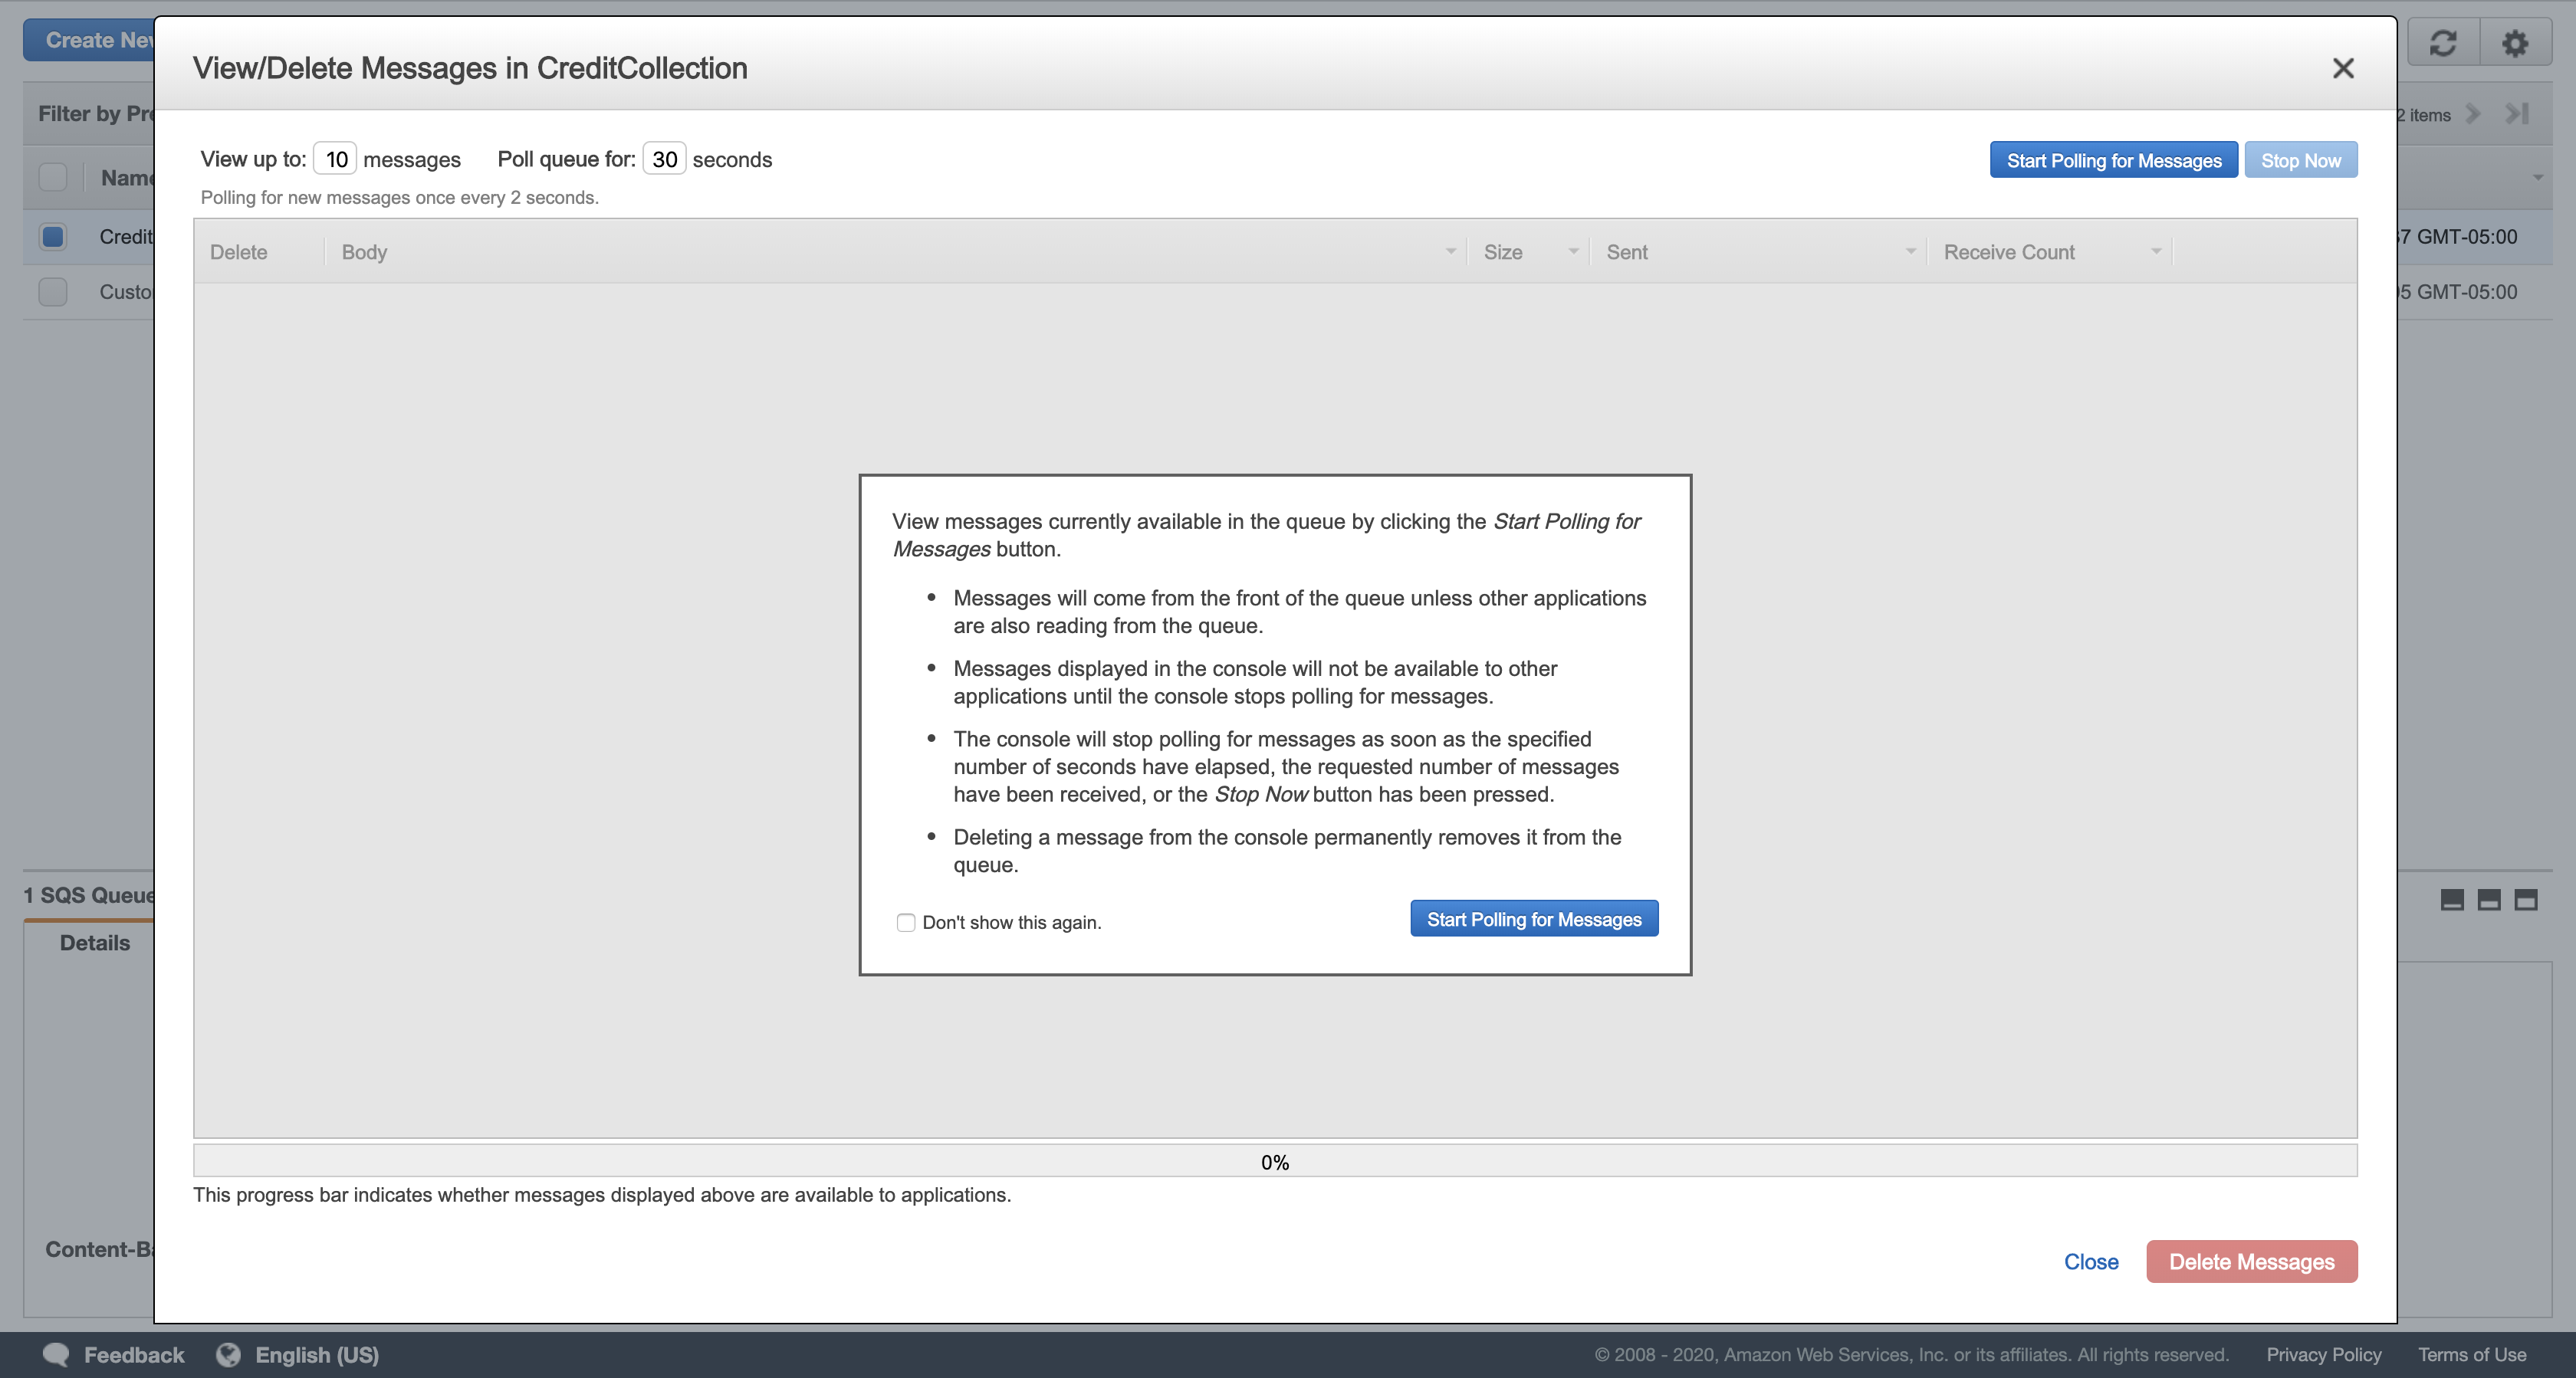 Create Nev
View/Delete Messages in CreditCollection
Filter by Pre
2 items
View up to: 10 messages Poll queue for: 30 seconds
Start Polling for Messages Stop Now
Name
Polling for new messages once every 2 seconds.
Credit
7 GMT-05:00
Delete Body Size Sent Receive Count
Custo
5 GMT-05:00
View messages currently available in the queue by clicking the Start Polling for
Messages button.
• Messages will come from the front of the queue unless other applications
are also reading from the queue.
• Messages displayed in the console will not be available to other
applications until the console stops polling for messages.
• The console will stop polling for messages as soon as the specified
number of seconds have elapsed, the requested number of messages
have been received, or the Stop Now button has been pressed.
• Deleting a message from the console permanently removes it from the
queue.
Don't show this again. Start Polling for Messages
1 SQS Queue
Details
0%
This progress bar indicates whether messages displayed above are available to applications.
Content-Ba
Close Delete Messages
Feedback English (US) © 2008 - 2020, Amazon Web Services, Inc. or its affiliates. All rights reserved. Privacy Policy Terms of Use